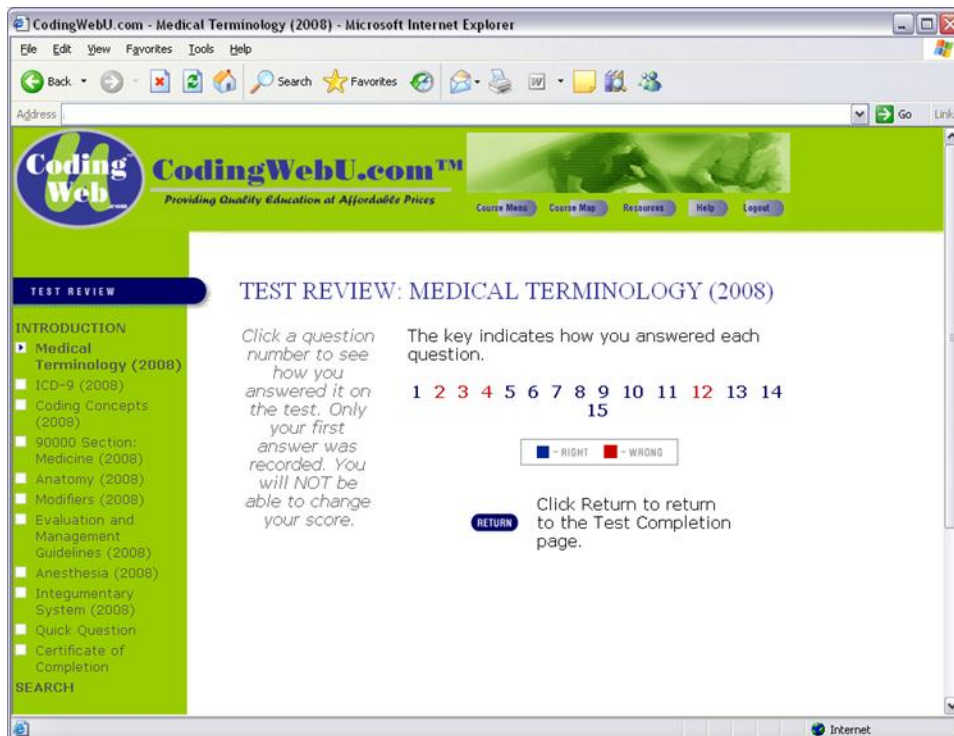 CodingWebU.com - Medical Terminology (2008) - Microsoft Internet Explorer
File Edit View Favorites Tools Help
Back Search Favorites
Address Go Link
Coding
Web
.com
CodingWebU.com™
Providing Quality Education at Affordable Prices
Course Menu Course Map Resources Help Logout
TEST REVIEW
INTRODUCTION
Medical
Terminology (2008)
ICD-9 (2008)
Coding Concepts
(2008)
90000 Section:
Medicine (2008)
Anatomy (2008)
Modifiers (2008)
Evaluation and
Management
Guidelines (2008)
Anesthesia (2008)
Integumentary
System (2008)
Quick Question
Certificate of
Completion
SEARCH
TEST REVIEW: MEDICAL TERMINOLOGY (2008)
Click a question
number to see
how you
answered it on
the test. Only
your first
answer was
recorded. You
will NOT be
able to change
your score.
The key indicates how you answered each
question.
1 2 3 4 5 6 7 8 9 10 11 12 13 14
15
- RIGHT - WRONG
RETURN
Click Return to return
to the Test Completion
page.
Internet